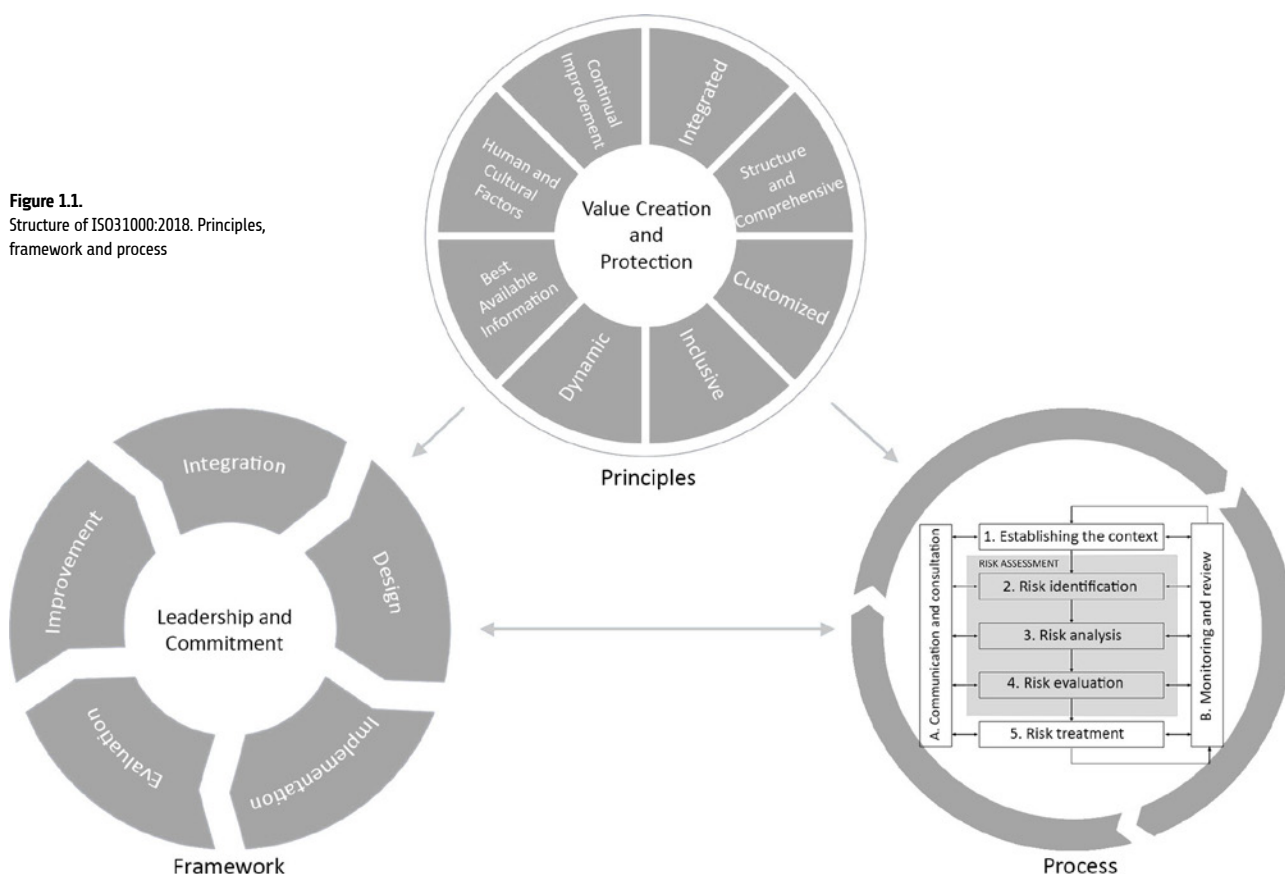 Figure 1.1.
Structure of ISO31000:2018. Principles,
framework and process
Continual
Improvement
Integrated
Structure
and
Comprehensive
Customized
Inclusive
Dynamic
Best
Available
Information
Human and
Cultural
Factors
Value Creation
and
Protection
Principles
Integration
Design
Implementation
Evaluation
Improvement
Leadership and
Commitment
Framework
A. Communication and consultation
1. Establishing the context
RISK ASSESSMENT
2. Risk identification
3. Risk analysis
4. Risk evaluation
5. Risk treatment
B. Monitoring and review
Process